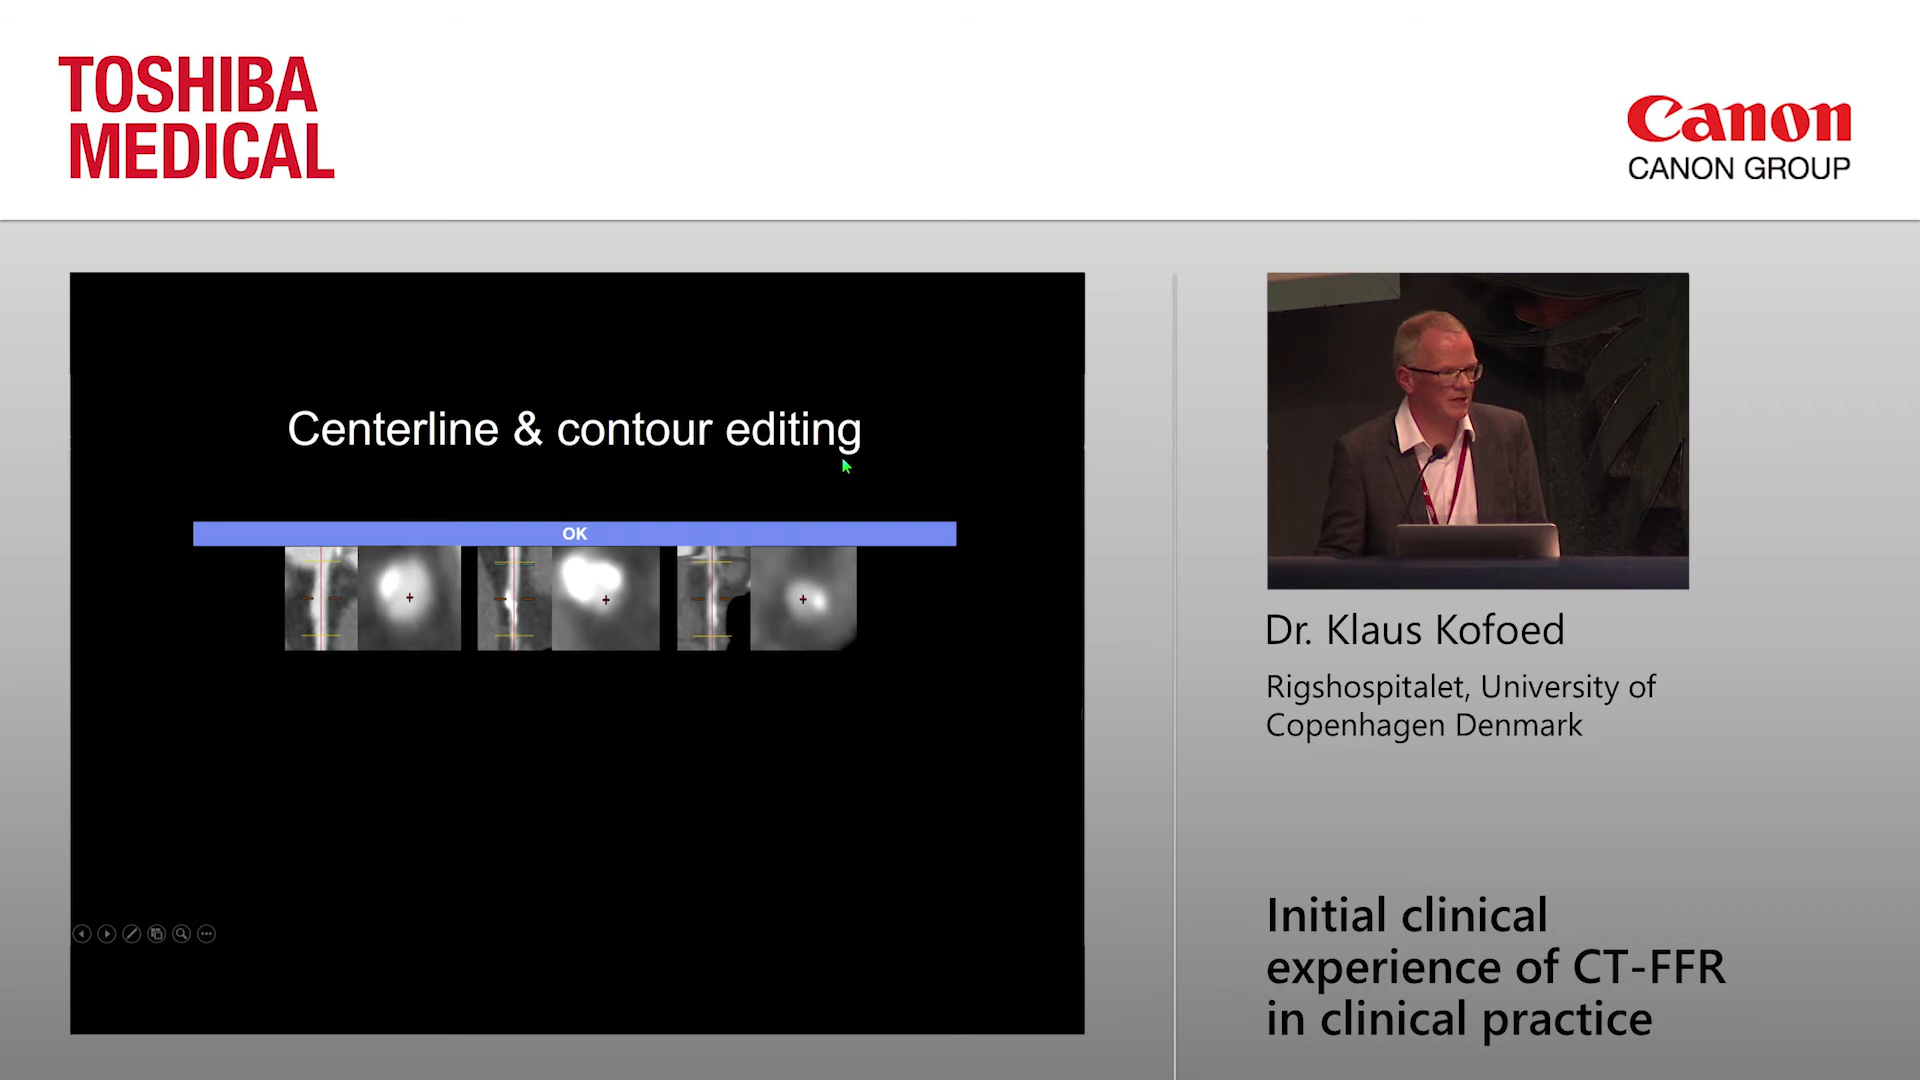 TOSHIBA
MEDICAL
Canon
CANON GROUP
Centerline & contour editing
OK
Dr. Klaus Kofoed
Rigshospitalet, University of
Copenhagen Denmark
Initial clinical
experience of CT-FFR
in clinical practice